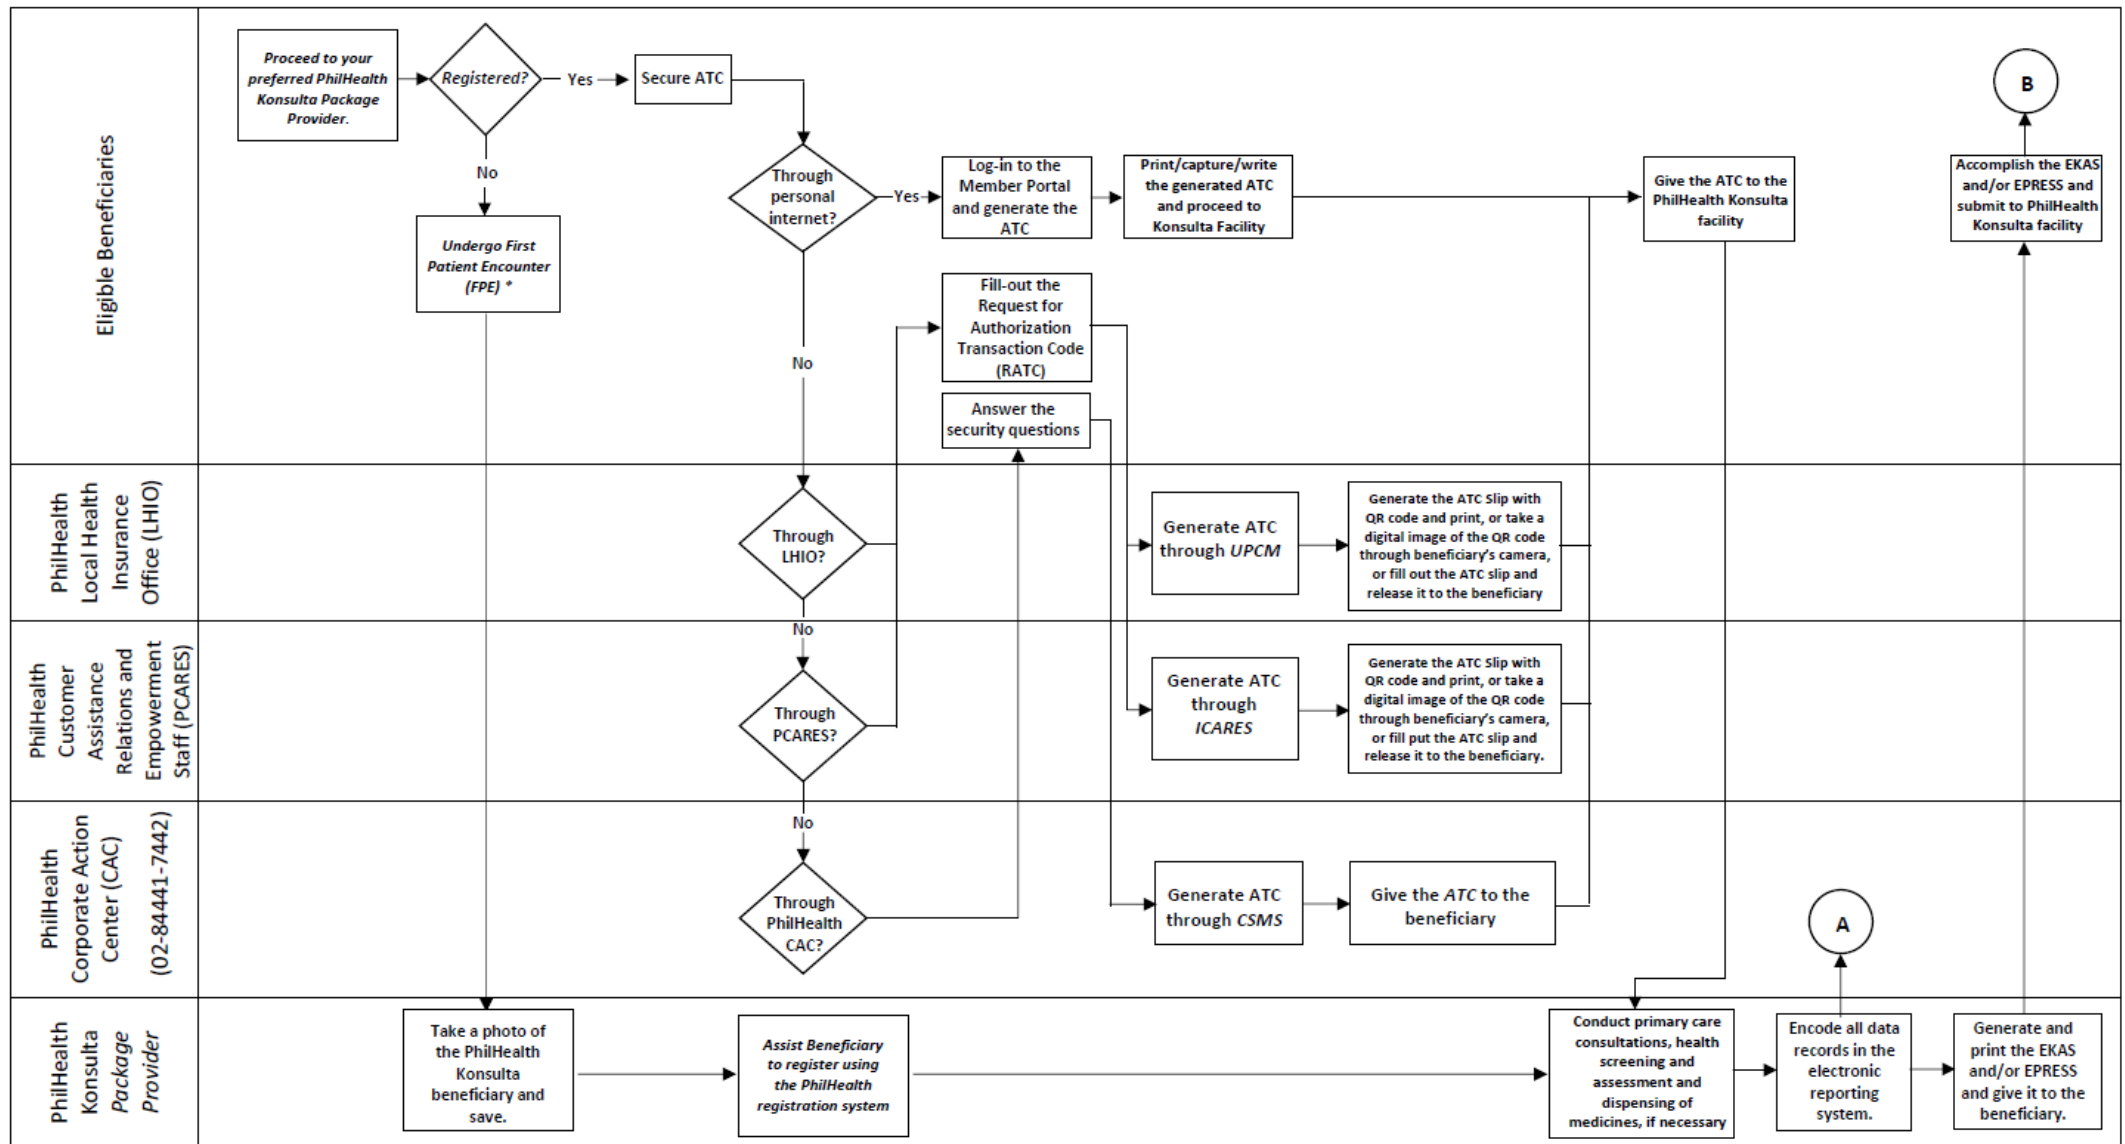 Eligible Beneficiaries
Proceed to your
preferred PhilHealth
Konsulta Package
Provider.
Registered?
Yes
Secure ATC
No
Undergo First
Patient Encounter
(FPE) *
Through
personal
internet?
Yes
Log-in to the
Member Portal
and generate the
ATC
Print/capture/write
the generated ATC
and proceed to
Konsulta Facility
Give the ATC to the
PhilHealth Konsulta
facility
B
Accomplish the EKAS
and/or EPRESS and
submit to PhilHealth
Konsulta facility
No
Fill-out the
Request for
Authorization
Transaction Code
(RATC)
Answer the
security questions
PhilHealth
Local Health
Insurance
Office (LHIO)
Through
LHIO?
No
Generate ATC
through UPCM
Generate the ATC Slip with
QR code and print, or take a
digital image of the QR code
through beneficiary's camera,
or fill out the ATC slip and
release it to the beneficiary
PhilHealth
Customer
Assistance
Relations and
Empowerment
Staff (PCARES)
Through
PCARES?
No
Generate ATC
through
ICARES
Generate the ATC Slip with
QR code and print, or take a
digital image of the QR code
through beneficiary's camera,
or fill put the ATC slip and
release it to the beneficiary.
PhilHealth
Corporate Action
Center (CAC)
(02-84441-7442)
Through
PhilHealth
CAC?
Generate ATC
through CSMS
Give the ATC to the
beneficiary
A
PhilHealth
Konsulta
Package
Provider
Take a photo of
the PhilHealth
Konsulta
beneficiary and
save.
Assist Beneficiary
to register using
the PhilHealth
registration system
Conduct primary care
consultations, health
screening and
assessment and
dispensing of
medicines, if necessary
Encode all data
records in the
electronic
reporting
system.
Generate and
print the EKAS
and/or EPRESS
and give it to the
beneficiary.